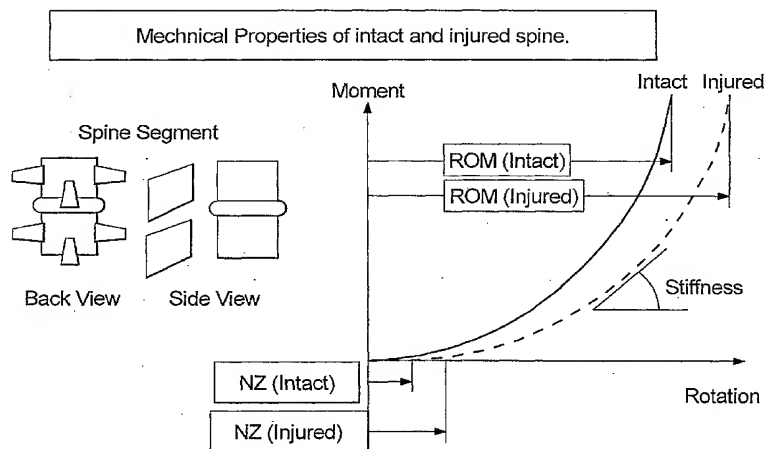 Mechnical Properties of intact and injured spine.
Moment
Intact
Injured
Spine Segment
ROM (Intact)
ROM (Injured)
Back View
Side View
Stiffness
NZ (Intact)
Rotation
NZ (Injured)